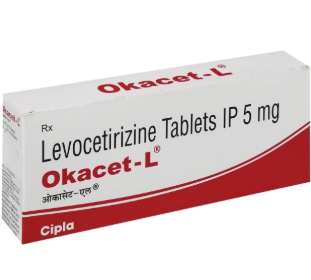 Okacet-L®
Rx
Levocetirizine Tablets IP 5 mg
Okacet-L®
ओकासेट-एल®
Cipla